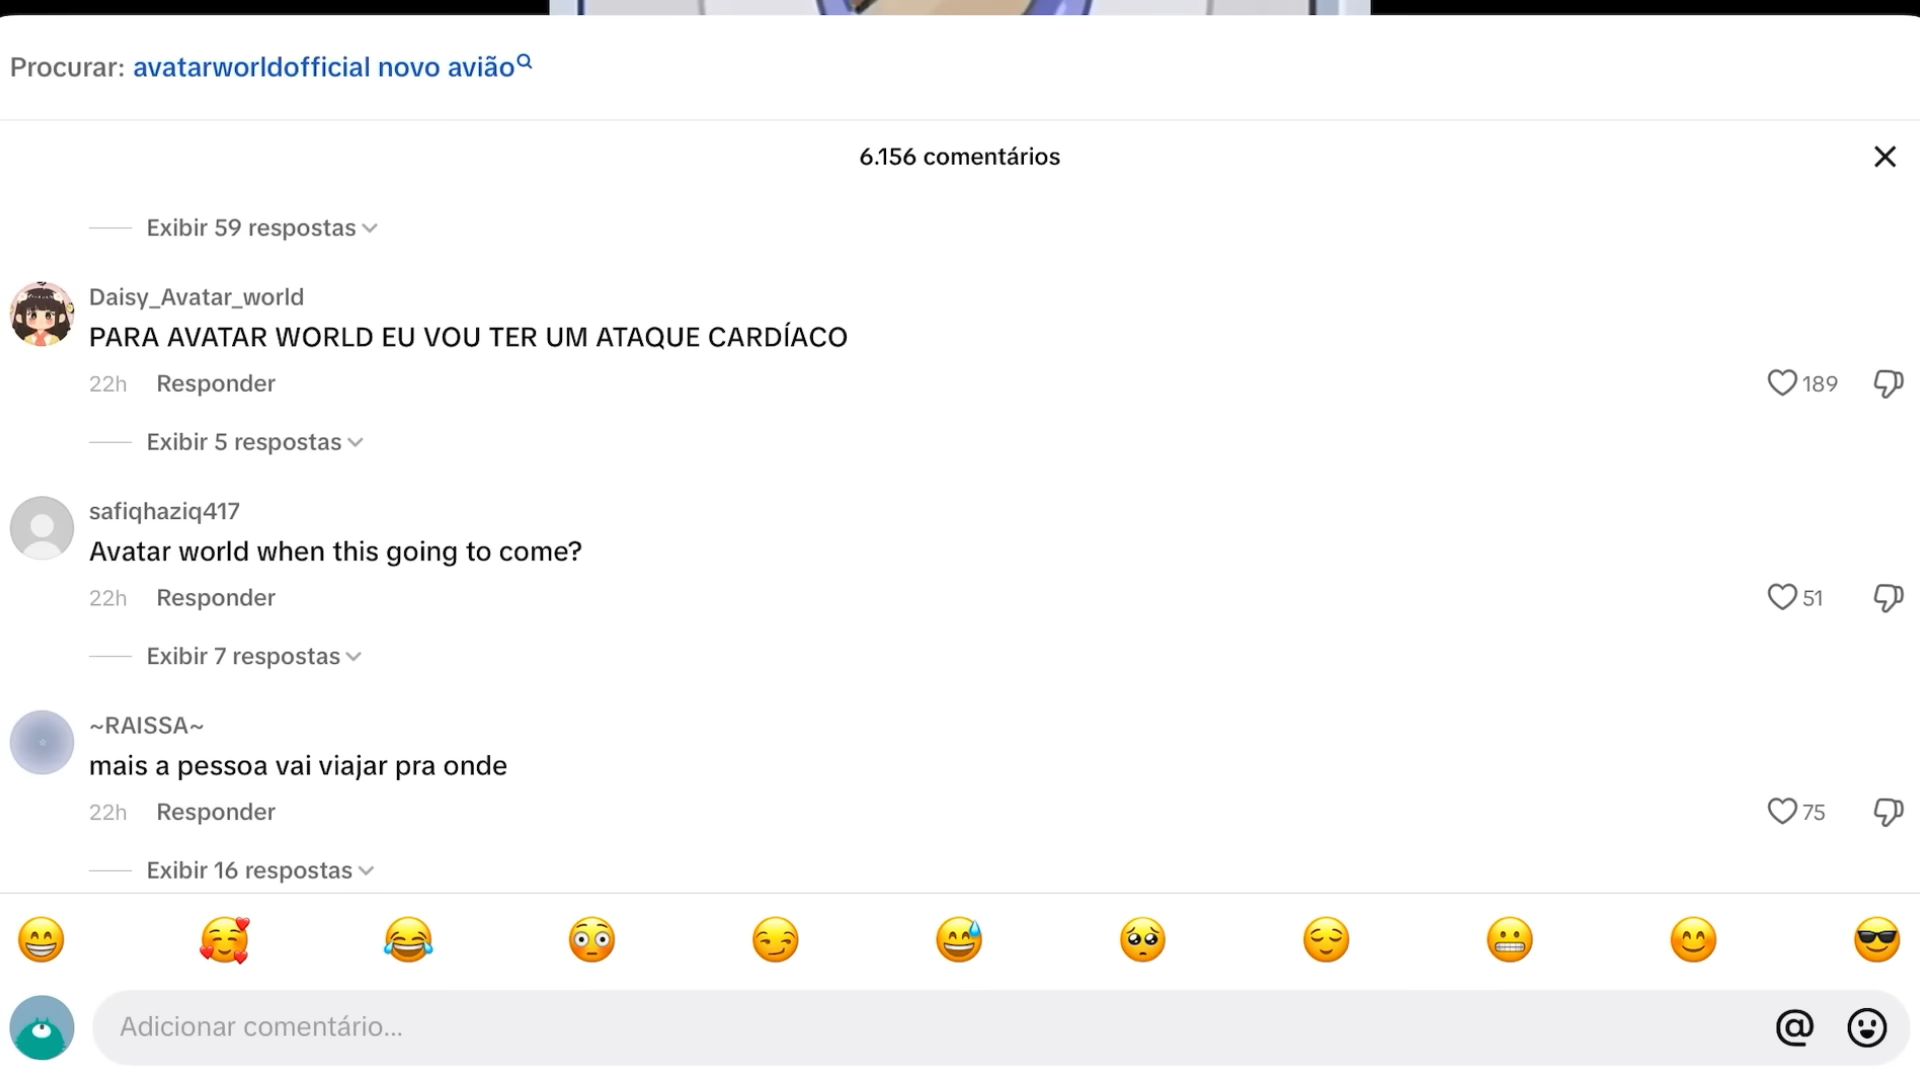 Procurar: avatarworldofficial novo avião
6.156 comentários
Exibir 59 respostas
Daisy_Avatar_world
PARA AVATAR WORLD EU VOU TER UM ATAQUE CARDÍACO
22h Responder 189
Exibir 5 respostas
safiqhaziq417
Avatar world when this going to come?
22h Responder 51
Exibir 7 respostas
~RAISSA~
mais a pessoa vai viajar pra onde
22h Responder 75
Exibir 16 respostas
Adicionar comentário... @